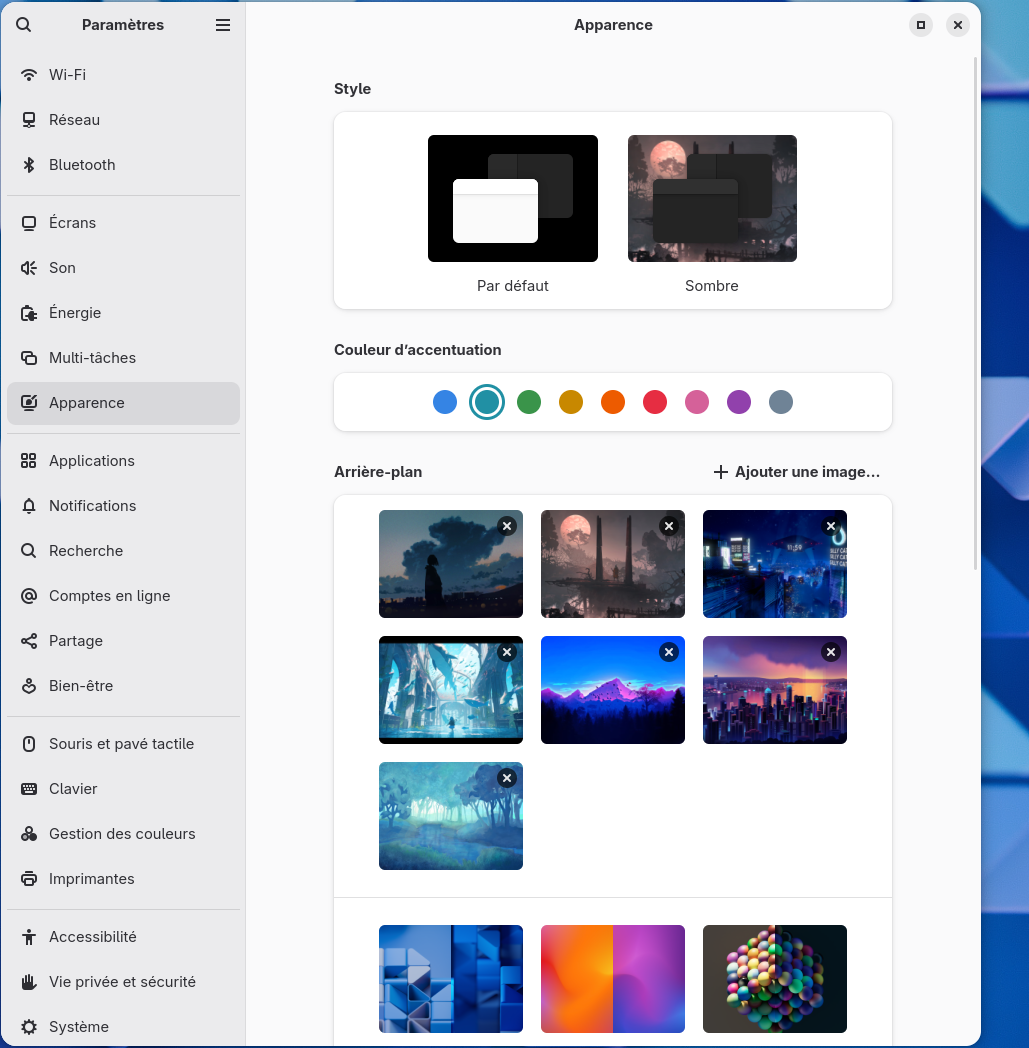 Paramètres
Wi-Fi
Réseau
Bluetooth
Écrans
Son
Énergie
Multi-tâches
Apparence
Applications
Notifications
Recherche
Comptes en ligne
Partage
Bien-être
Souris et pavé tactile
Clavier
Gestion des couleurs
Imprimantes
Accessibilité
Vie privée et sécurité
Système
Apparence
Style
Par défaut
Sombre
Couleur d’accentuation
Arrière-plan
Ajouter une image…